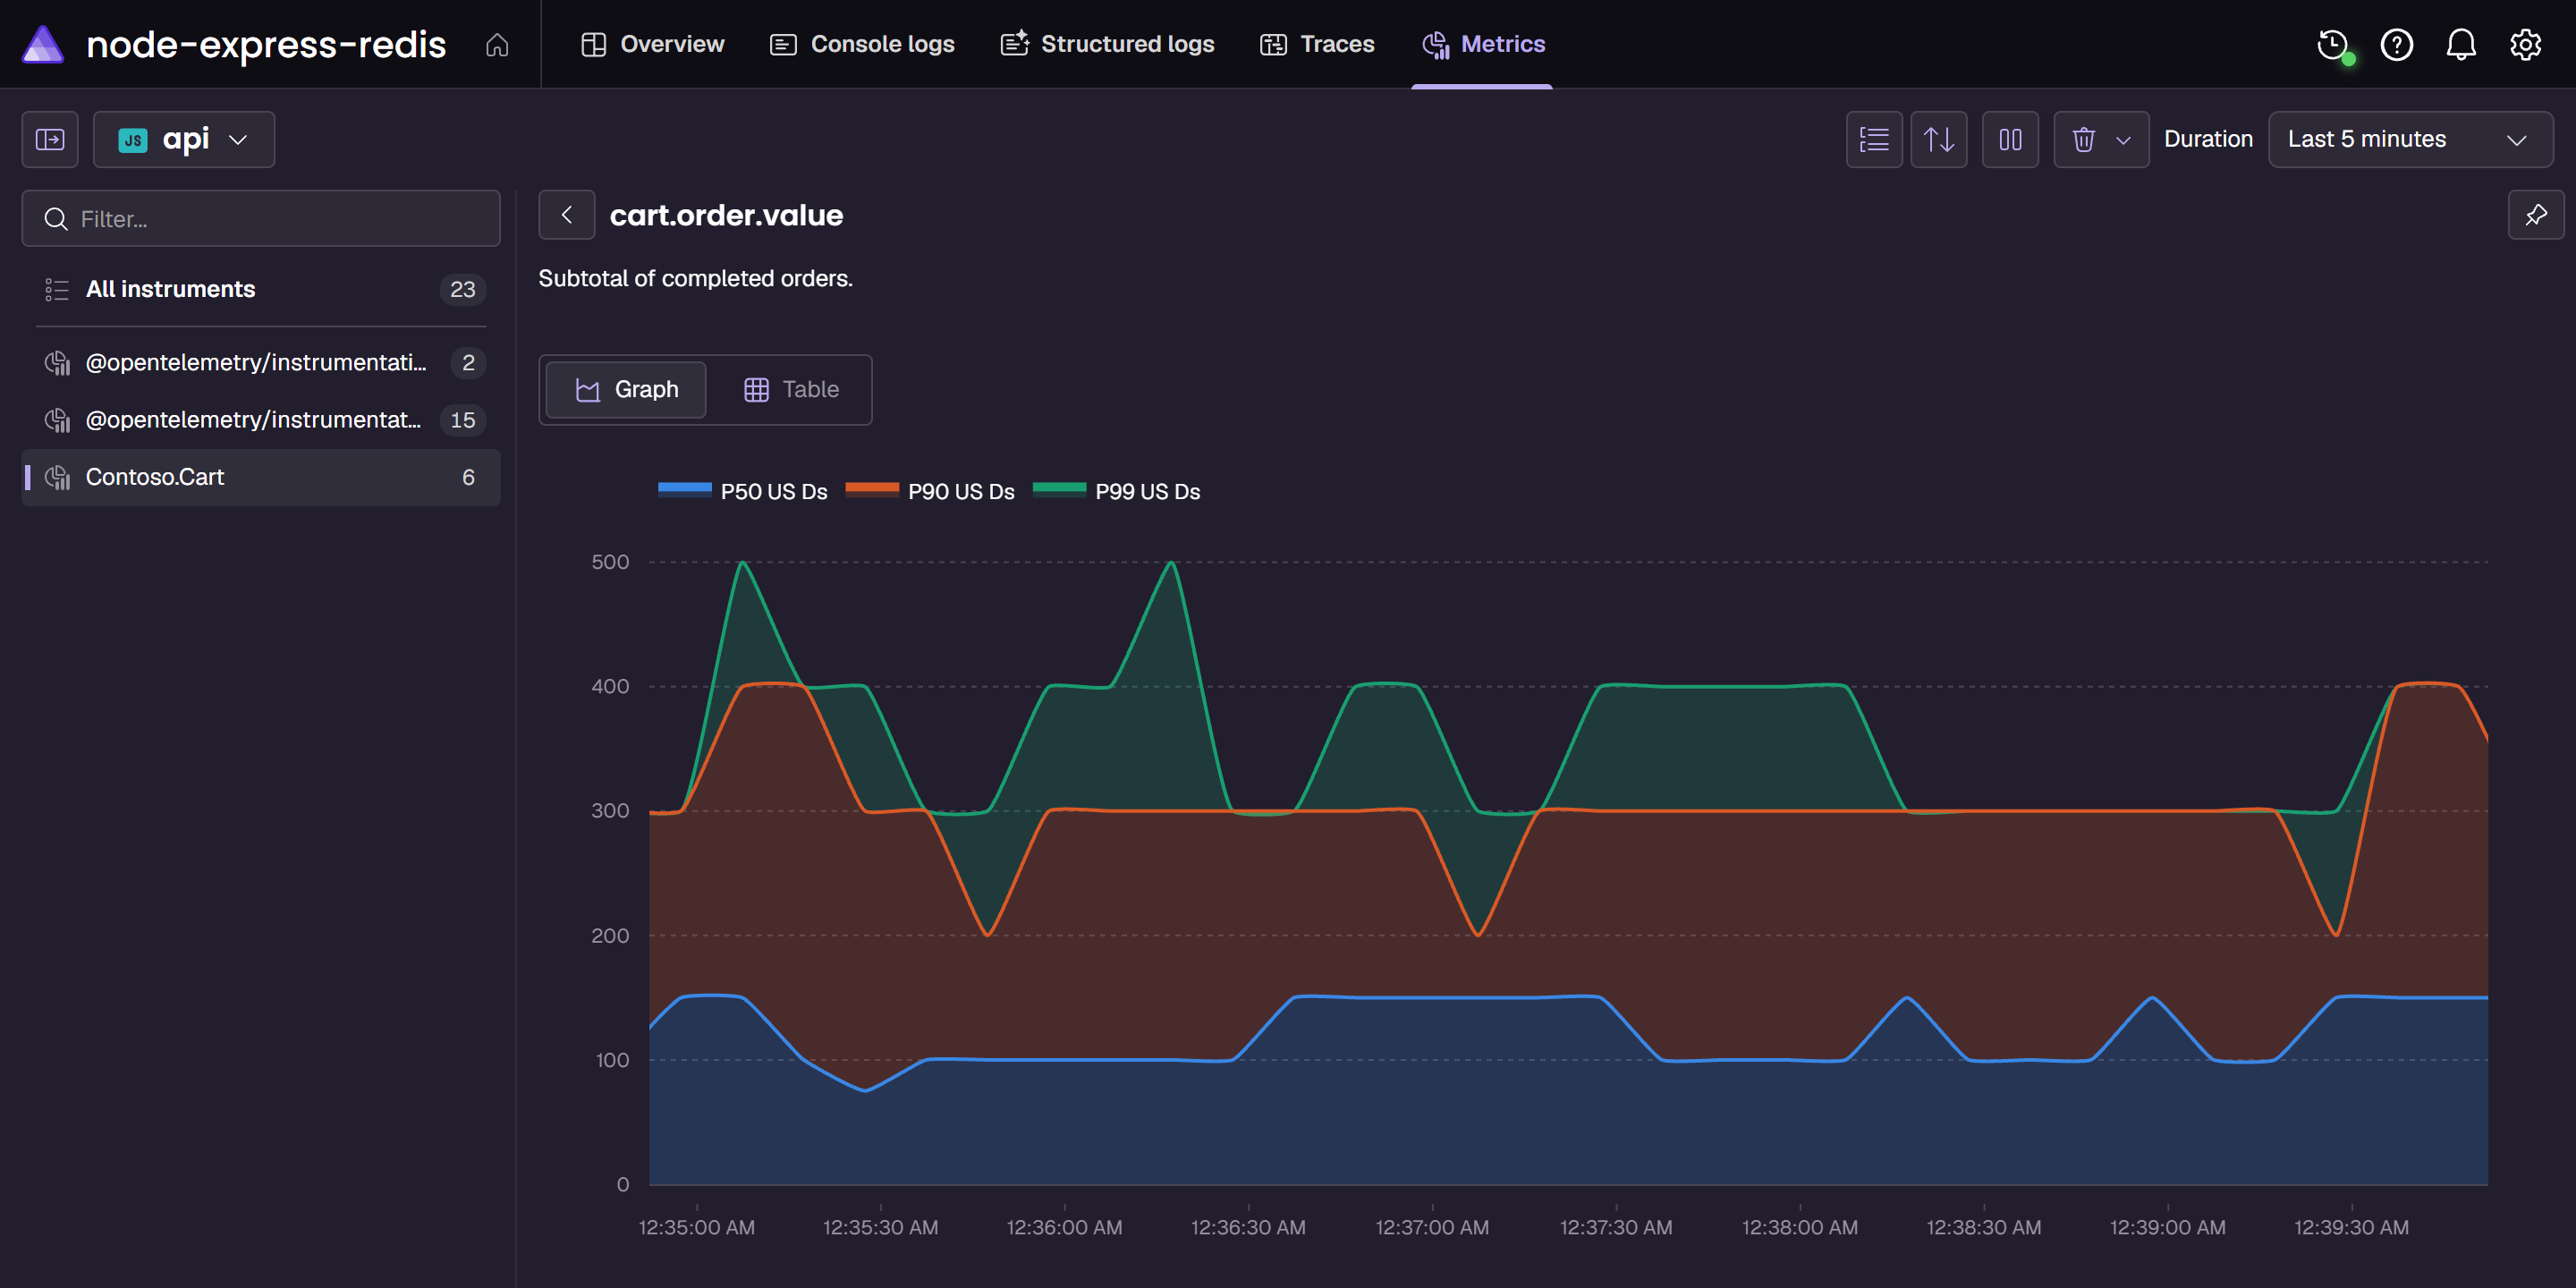 node-express-redis
Overview
Console logs
Structured logs
Traces
Metrics
JS api
Duration
Last 5 minutes
Filter...
All instruments 23
@opentelemetry/instrumentati... 2
@opentelemetry/instrumentat... 15
Contoso.Cart 6
cart.order.value
Subtotal of completed orders.
Graph
Table
P50 US Ds
P90 US Ds
P99 US Ds
500
400
300
200
100
0
12:35:00 AM
12:35:30 AM
12:36:00 AM
12:36:30 AM
12:37:00 AM
12:37:30 AM
12:38:00 AM
12:38:30 AM
12:39:00 AM
12:39:30 AM